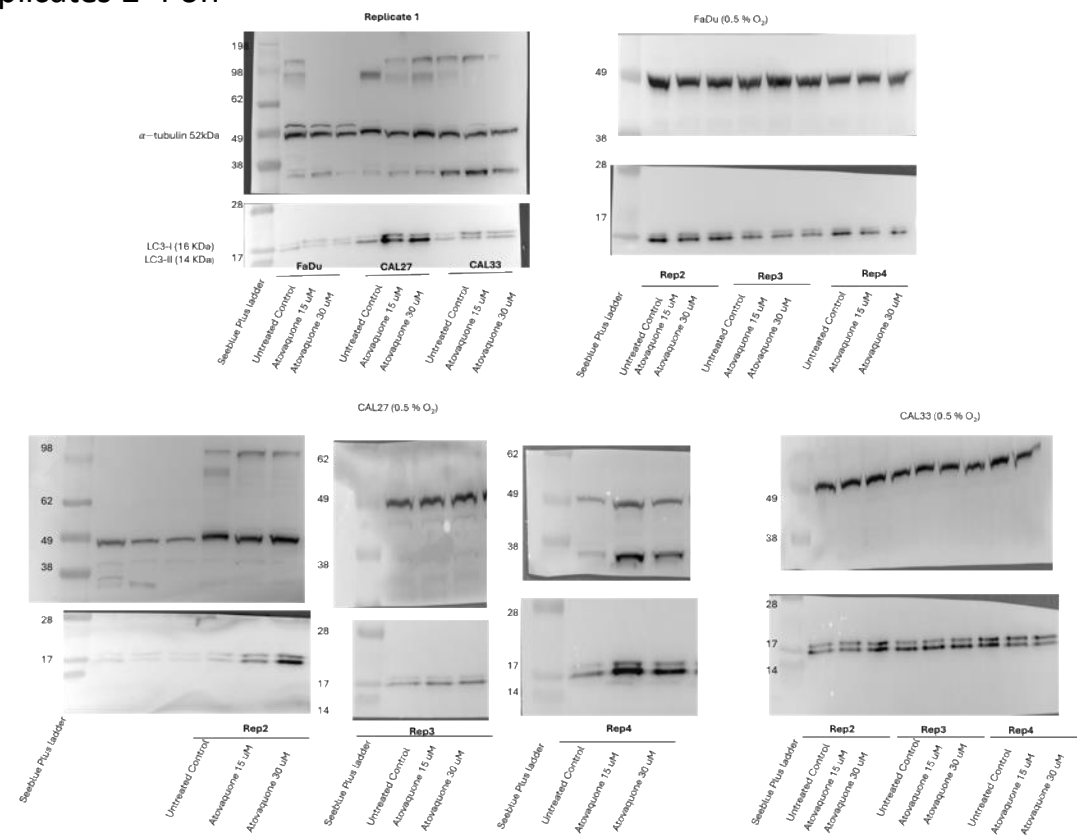 Replicate 1
198
98
62
α–tubulin 52kDa
49
38
28
LC3-I (16 KDa)
LC3-II (14 KDa)
17
FaDu CAL27 CAL33
Seeblue Plus ladder
Untreated Control
Atovaquone 15 uM
Atovaquone 30 uM
Untreated Control
Atovaquone 15 uM
Atovaquone 30 uM
Untreated Control
Atovaquone 15 uM
Atovaquone 30 uM
FaDu (0.5 % O₂)
49
38
28
17
Rep2 Rep3 Rep4
Seeblue Plus ladder
Untreated Control
Atovaquone 15 uM
Atovaquone 30 uM
Untreated Control
Atovaquone 15 uM
Atovaquone 30 uM
Untreated Control
Atovaquone 15 uM
Atovaquone 30 uM
CAL27 (0.5 % O₂)
98
62
49
38
28
17
Rep2
Seeblue Plus ladder
Untreated Control
Atovaquone 15 uM
Atovaquone 30 uM
62
49
38
28
17
14
Rep3
Seeblue Plus ladder
Untreated Control
Atovaquone 15 uM
Atovaquone 30 uM
62
49
38
28
17
14
Rep4
Seeblue Plus ladder
Untreated Control
Atovaquone 15 uM
Atovaquone 30 uM
CAL33 (0.5 % O₂)
49
38
28
17
14
Rep2 Rep3 Rep4
Seeblue Plus ladder
Untreated Control
Atovaquone 15 uM
Atovaquone 30 uM
Untreated Control
Atovaquone 15 uM
Atovaquone 30 uM
Untreated Control
Atovaquone 15 uM
Atovaquone 30 uM